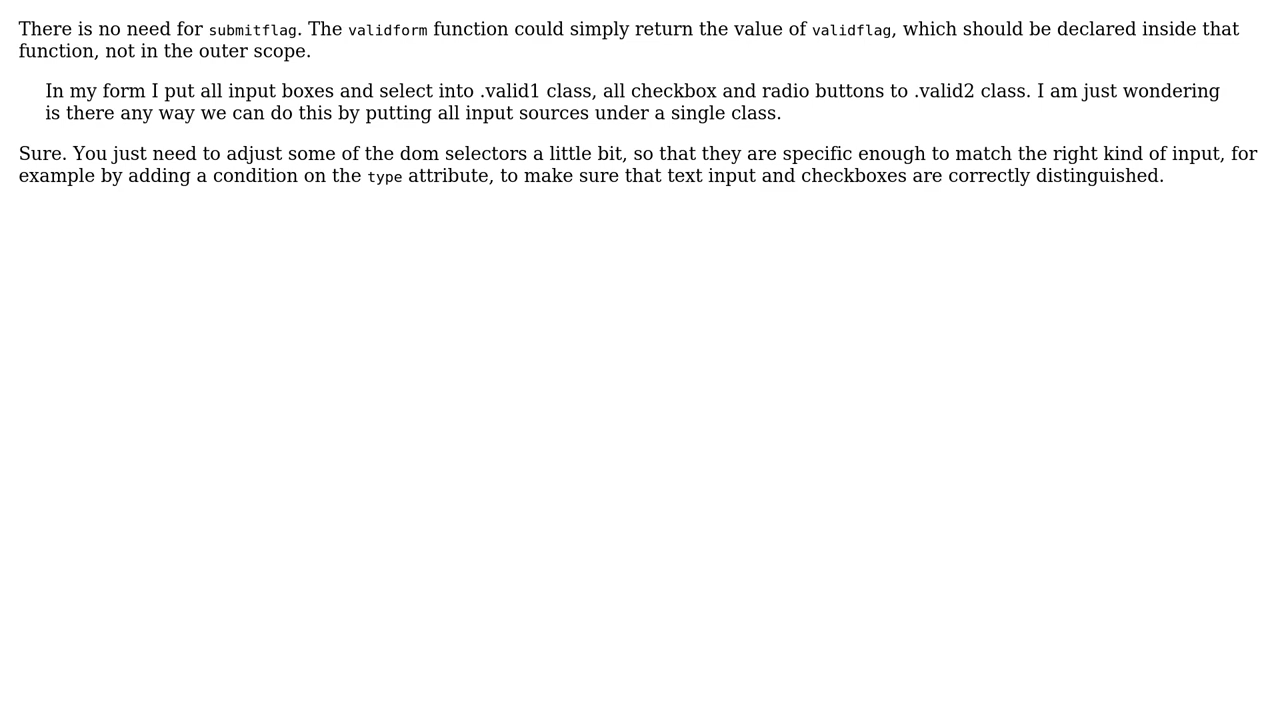 There is no need for submitflag. The validform function could simply return the value of validflag, which should be declared inside that
function, not in the outer scope.
In my form I put all input boxes and select into .valid1 class, all checkbox and radio buttons to .valid2 class. I am just wondering
is there any way we can do this by putting all input sources under a single class.
Sure. You just need to adjust some of the dom selectors a little bit, so that they are specific enough to match the right kind of input, for
example by adding a condition on the type attribute, to make sure that text input and checkboxes are correctly distinguished.